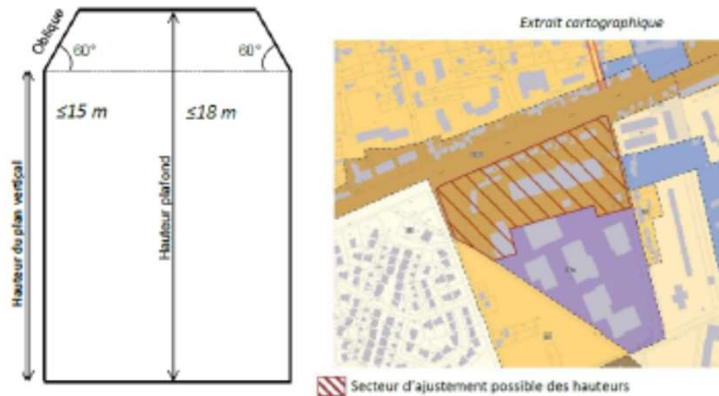 Extrait cartographique
Oblique
60°
60°
≤15 m
≤18 m
Hauteur du plan vertical
Hauteur plafond
Secteur d'ajustement possible des hauteurs